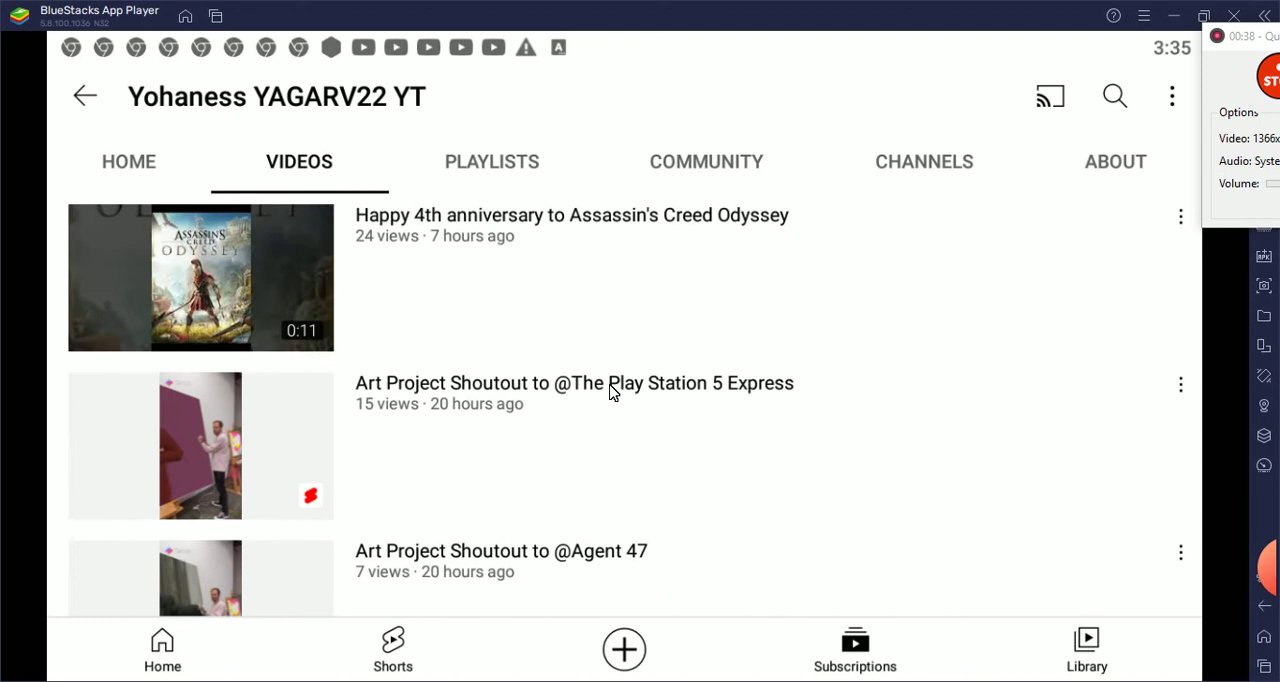 BlueStacks App Player
5.8.100.1036 N32
00:38 - Qu
3:35
Yohaness YAGARV22 YT
Options
Video: 1366x
Audio: Syste
Volume:
HOME
VIDEOS
PLAYLISTS
COMMUNITY
CHANNELS
ABOUT
ASSASSIN'S
CREED
ODYSSEY
0:11
Happy 4th anniversary to Assassin's Creed Odyssey
24 views · 7 hours ago
Art Project Shoutout to @The Play Station 5 Express
15 views · 20 hours ago
Art Project Shoutout to @Agent 47
7 views · 20 hours ago
Home
Shorts
Subscriptions
Library